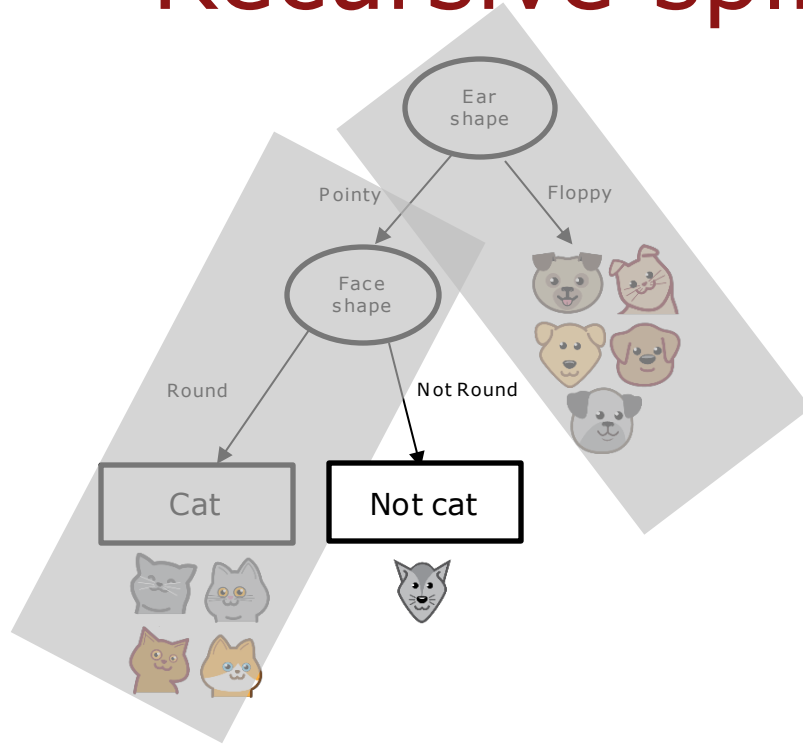 Ear
shape
Pointy
Floppy
Face
shape
Round
Not Round
Cat
Not cat